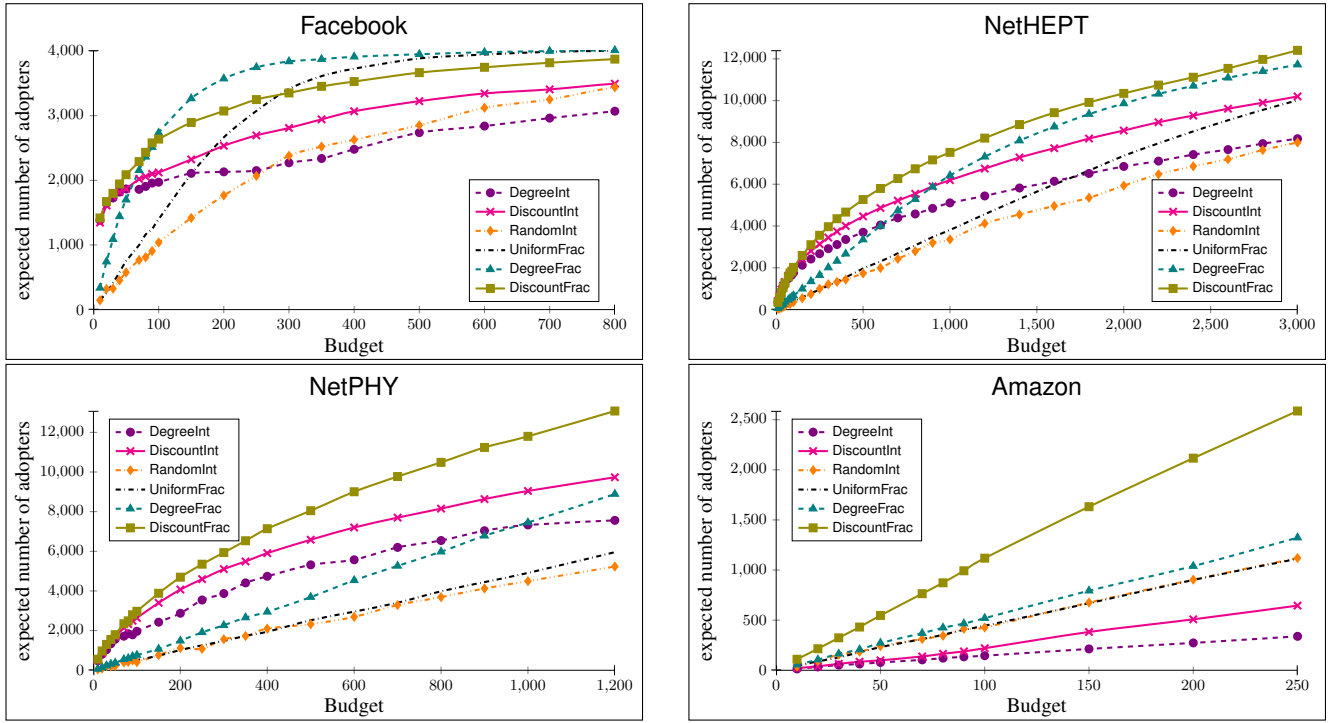 Facebook
expected number of adopters
4,000
3,000
2,000
1,000
0
0 100 200 300 400 500 600 700 800
Budget
DegreeInt
DiscountInt
RandomInt
UniformFrac
DegreeFrac
DiscountFrac
NetHEPT
expected number of adopters
12,000
10,000
8,000
6,000
4,000
2,000
0
0 500 1,000 1,500 2,000 2,500 3,000
Budget
DegreeInt
DiscountInt
RandomInt
UniformFrac
DegreeFrac
DiscountFrac
NetPHY
expected number of adopters
12,000
10,000
8,000
6,000
4,000
2,000
0
0 200 400 600 800 1,000 1,200
Budget
DegreeInt
DiscountInt
RandomInt
UniformFrac
DegreeFrac
DiscountFrac
Amazon
expected number of adopters
2,500
2,000
1,500
1,000
500
0
0 50 100 150 200 250
Budget
DegreeInt
DiscountInt
RandomInt
UniformFrac
DegreeFrac
DiscountFrac